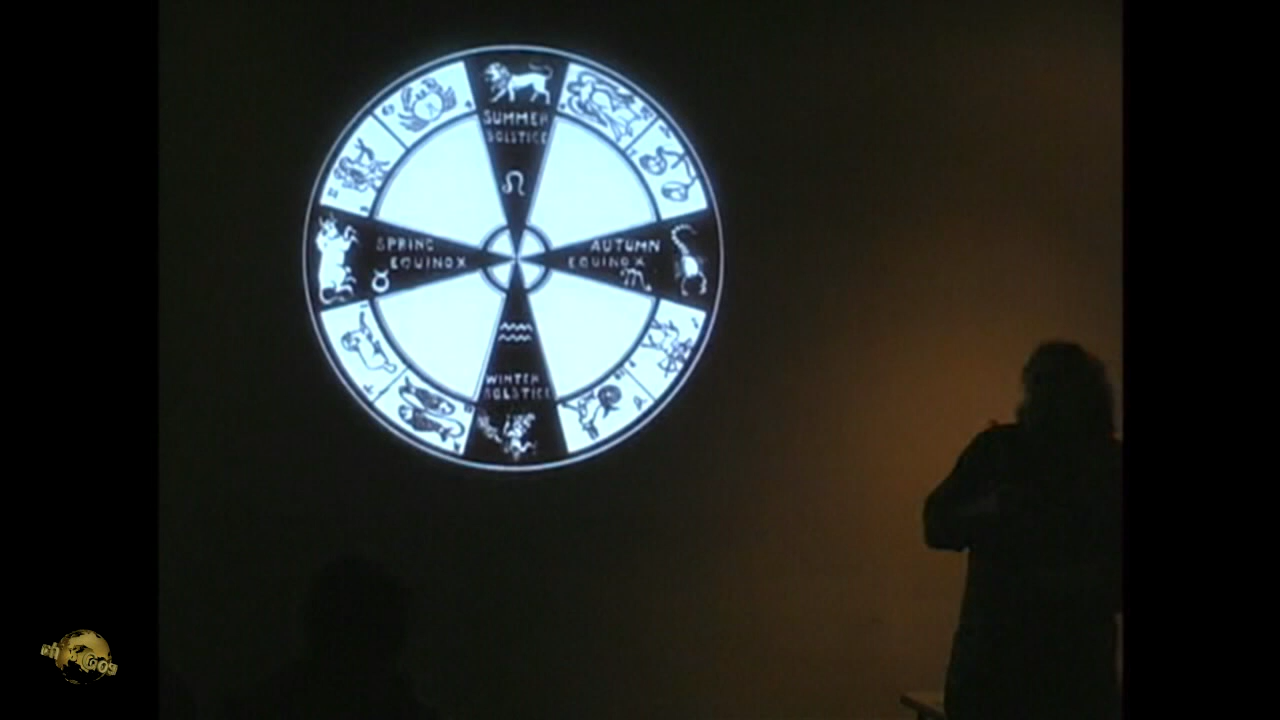 SUMMER
SOLSTICE
SPRING
EQUINOX
AUTUMN
EQUINOX
WINTER
SOLSTICE